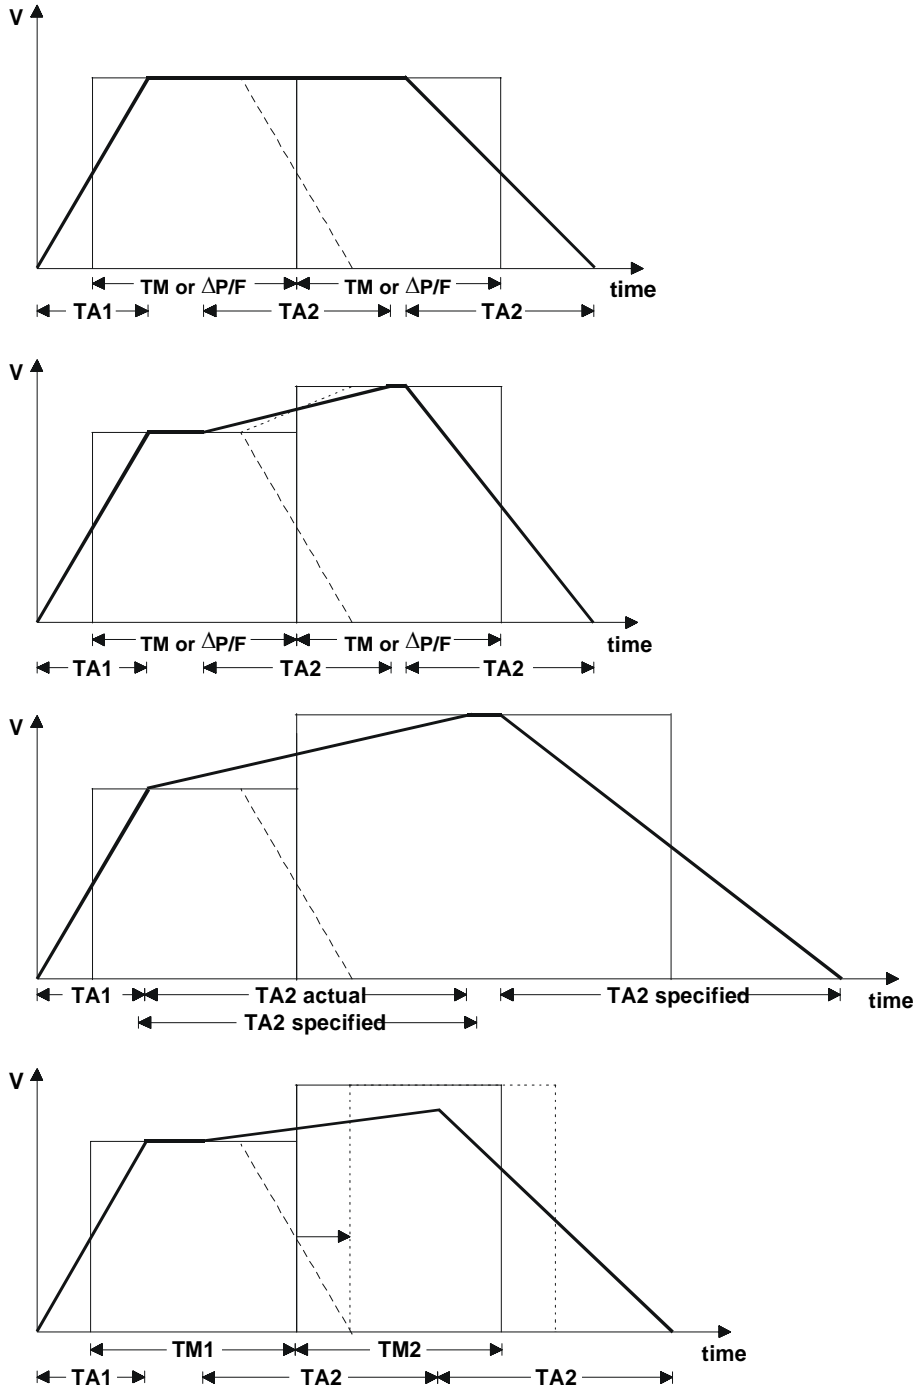 V
TM or ΔP/F TM or ΔP/F
time
TA1 TA2 TA2
V
TM or ΔP/F TM or ΔP/F
time
TA1 TA2 TA2
V
TA1 TA2 actual TA2 specified
time
TA2 specified
V
TM1 TM2
time
TA1 TA2 TA2